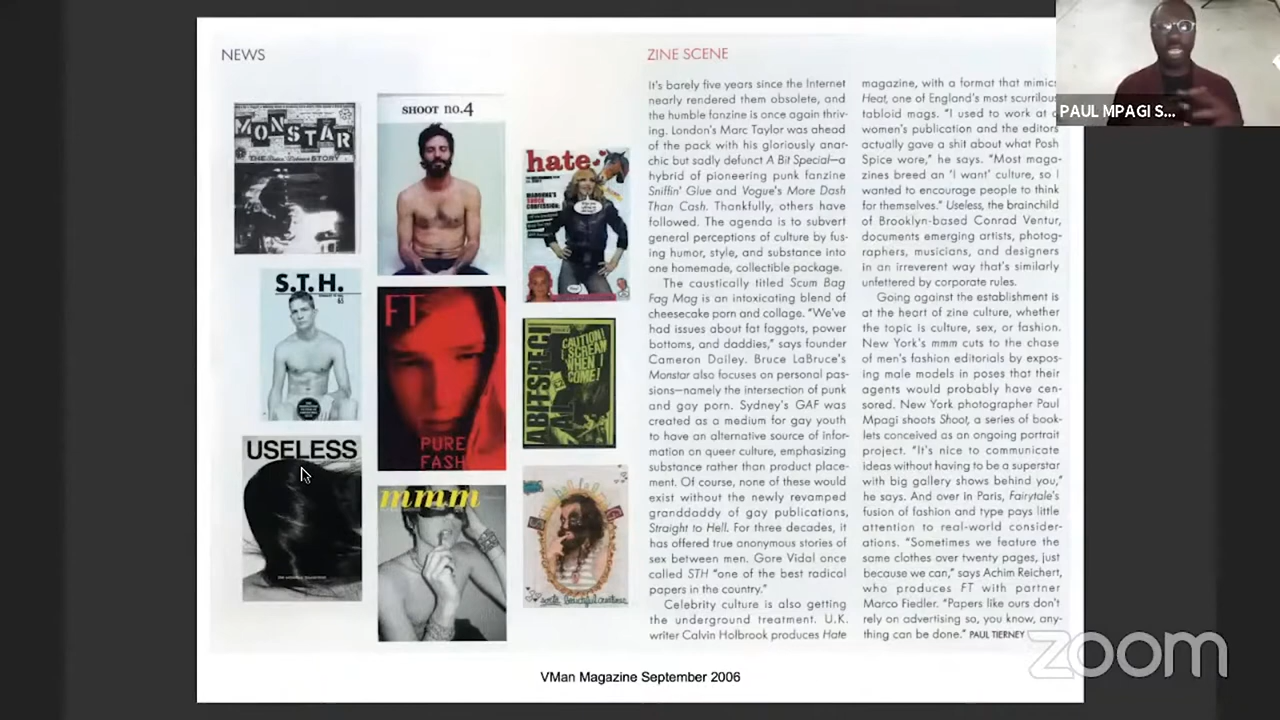 NEWS
MONSTAR
THE Bruce LaBruce STORY
S.T.H.
$5
USELESS
SHOOT no.4
FT
PURE
FASH
mmm
hate
MADONNA'S
CONFESSION:
ABITSPECI
AL
CAUTION!
I SCREAM
WHEN I
COME!
ZINE SCENE
It's barely five years since the Internet
nearly rendered them obsolete, and
the humble fanzine is once again thriv-
ing. London's Marc Taylor was ahead
of the pack with his gloriously anar-
chic but sadly defunct A Bit Special—a
hybrid of pioneering punk fanzine
Sniffin' Glue and Vogue's More Dash
Than Cash. Thankfully, others have
followed. The agenda is to subvert
general perceptions of culture by fus-
ing humor, style, and substance into
one homemade, collectible package.
The caustically titled Scum Bag
Fag Mag is an intoxicating blend of
cheesecake porn and collage. "We've
had issues about fat faggots, power
bottoms, and daddies," says founder
Cameron Dailey. Bruce LaBruce's
Monstar also focuses on personal pas-
sions—namely the intersection of punk
and gay porn. Sydney's GAF was
created as a medium for gay youth
to have an alternative source of infor-
mation on queer culture, emphasizing
substance rather than product place-
ment. Of course, none of these would
exist without the newly revamped
granddaddy of gay publications,
Straight to Hell. For three decades, it
has offered true anonymous stories of
sex between men. Gore Vidal once
called STH "one of the best radical
papers in the country."
Celebrity culture is also getting
the underground treatment. U.K.
writer Calvin Holbrook produces Hate
magazine, with a format that mimics
Heat, one of England's most scurrilous
tabloid mags. "I used to work at
women's publication and the editors
actually gave a shit about what Posh
Spice wore," he says. "Most maga-
zines breed an 'I want' culture, so I
wanted to encourage people to think
for themselves." Useless, the brainchild
of Brooklyn-based Conrad Ventur,
documents emerging artists, photog-
raphers, musicians, and designers
in an irreverent way that's similarly
unfettered by corporate rules.
Going against the establishment is
at the heart of zine culture, whether
the topic is culture, sex, or fashion.
New York's mmm cuts to the chase
of men's fashion editorials by expos-
ing male models in poses that their
agents would probably have cen-
sored. New York photographer Paul
Mpagi shoots Shoot, a series of book-
lets conceived as an ongoing portrait
project. "It's nice to communicate
ideas without having to be a superstar
with big gallery shows behind you,"
he says. And over in Paris, Fairytale's
fusion of fashion and type pays little
attention to real-world consider-
ations. "Sometimes we feature the
same clothes over twenty pages, just
because we can," says Achim Reichert,
who produces FT with partner
Marco Fiedler. "Papers like ours don't
rely on advertising so, you know, any-
thing can be done." PAUL TIERNEY
VMan Magazine September 2006
PAUL MPAGI S...
zoom